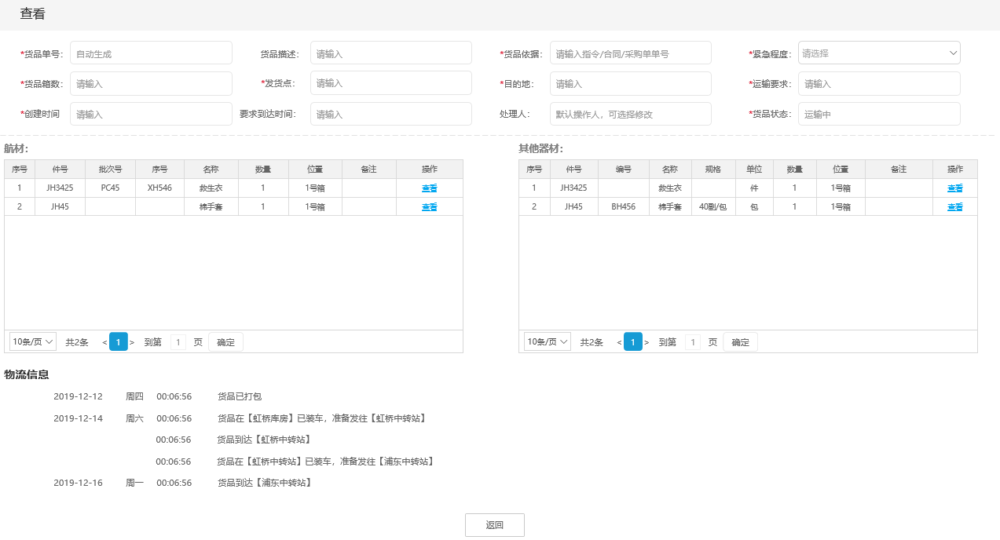 查看
*货品单号： 自动生成 货品描述： 请输入 *货品依据： 请输入指令/合同/采购单单号 *紧急程度： 请选择
*货品箱数： 请输入 *发货点： 请输入 *目的地： 请输入 *运输要求： 请输入
*创建时间 请输入 要求到达时间： 请输入 处理人： 默认操作人，可选择修改 *货品状态： 运输中
航材：
序号 件号 批次号 序号 名称 数量 位置 备注 操作
1 JH3425 PC45 XH546 救生衣 1 1号箱 查看
2 JH45 棉手套 1 1号箱 查看
10条/页 共2条 < 1 > 到第 1 页 确定
其他器材：
序号 件号 编号 名称 规格 单位 数量 位置 备注 操作
1 JH3425 救生衣 件 1 1号箱 查看
2 JH45 BH456 棉手套 40副/包 包 1 1号箱 查看
10条/页 共2条 < 1 > 到第 1 页 确定
物流信息
2019-12-12 周四 00:06:56 货品已打包
2019-12-14 周六 00:06:56 货品在【虹桥库房】已装车，准备发往【虹桥中转站】
00:06:56 货品到达【虹桥中转站】
00:06:56 货品在【虹桥中转站】已装车，准备发往【浦东中转站】
2019-12-16 周一 00:06:56 货品到达【浦东中转站】
返回